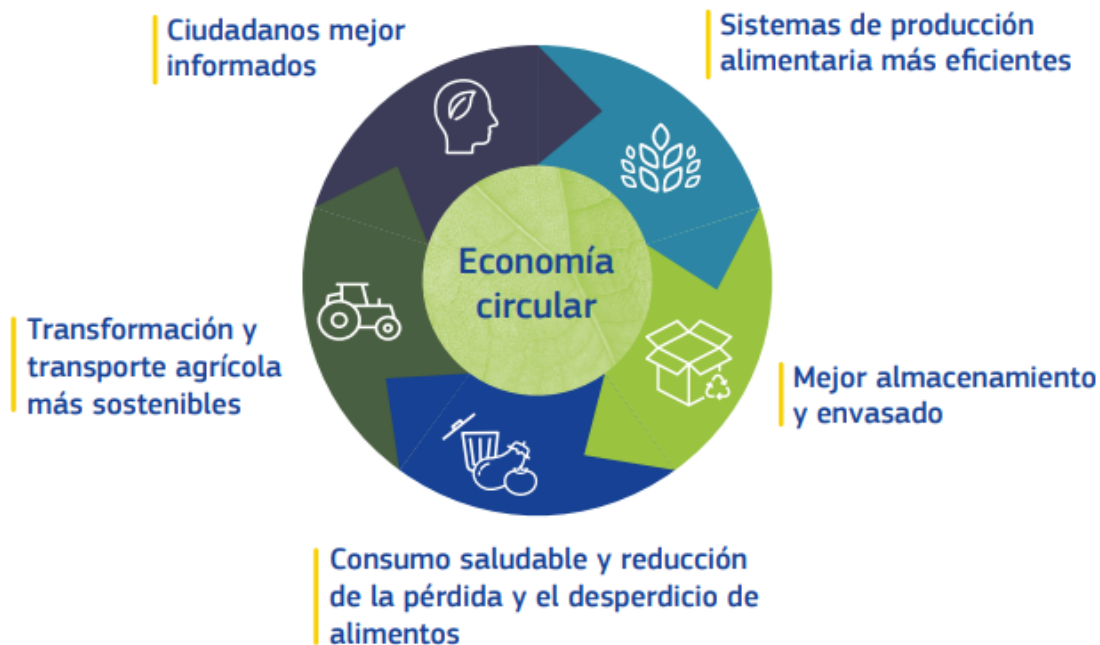 Ciudadanos mejor
informados
Sistemas de producción
alimentaria más eficientes
Economía
circular
Transformación y
transporte agrícola
más sostenibles
Mejor almacenamiento
y envasado
Consumo saludable y reducción
de la pérdida y el desperdicio de
alimentos